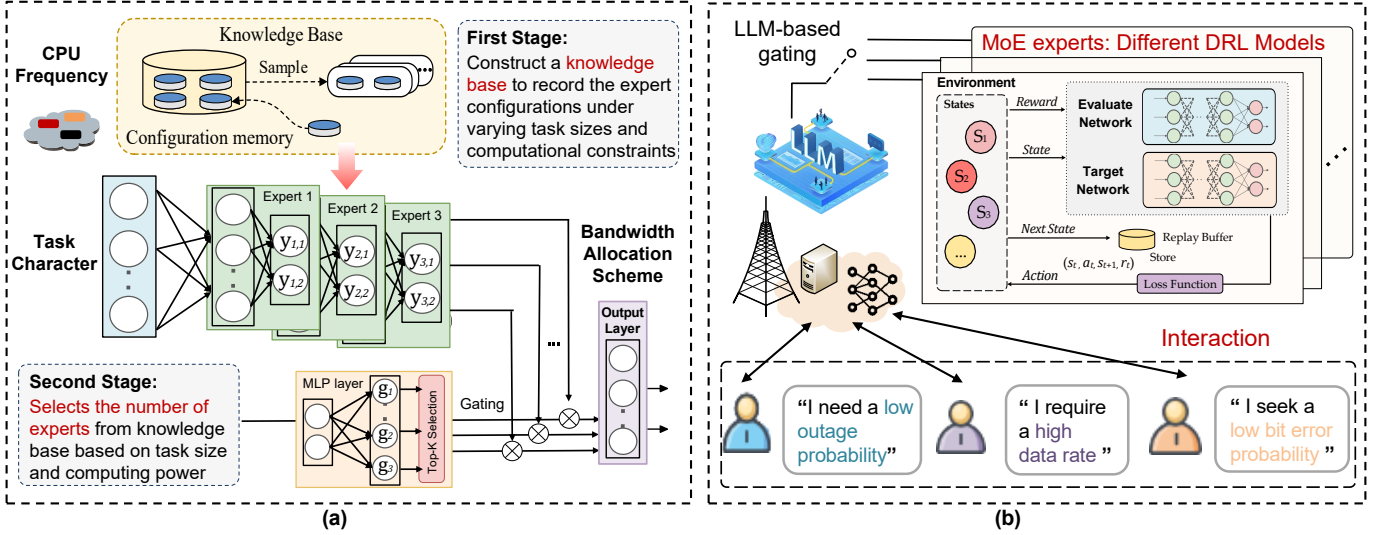 CPU
Frequency
Knowledge Base
Sample
Configuration memory
First Stage:
Construct a knowledge
base to record the expert
configurations under
varying task sizes and
computational constraints
Task
Character
Expert 1
Expert 2
Expert 3
y1,1
y1,2
y2,1
y2,2
y3,1
y3,2
...
Bandwidth
Allocation
Scheme
Output
Layer
Second Stage:
Selects the number of
experts from knowledge
base based on task size
and computing power
MLP layer
g1
g2
g3
Top-K Selection
Gating
(a)
LLM-based
gating
LLM
MoE experts: Different DRL Models
Environment
States
S1
S2
S3
...
Reward
State
Evaluate
Network
Target
Network
Next State
Replay Buffer
Store
(st , at, st+1, rt)
Action
Loss Function
Interaction
“I need a low
outage
probability”
“ I require
a high
data rate ”
“ I seek a
low bit error
probability ”
(b)